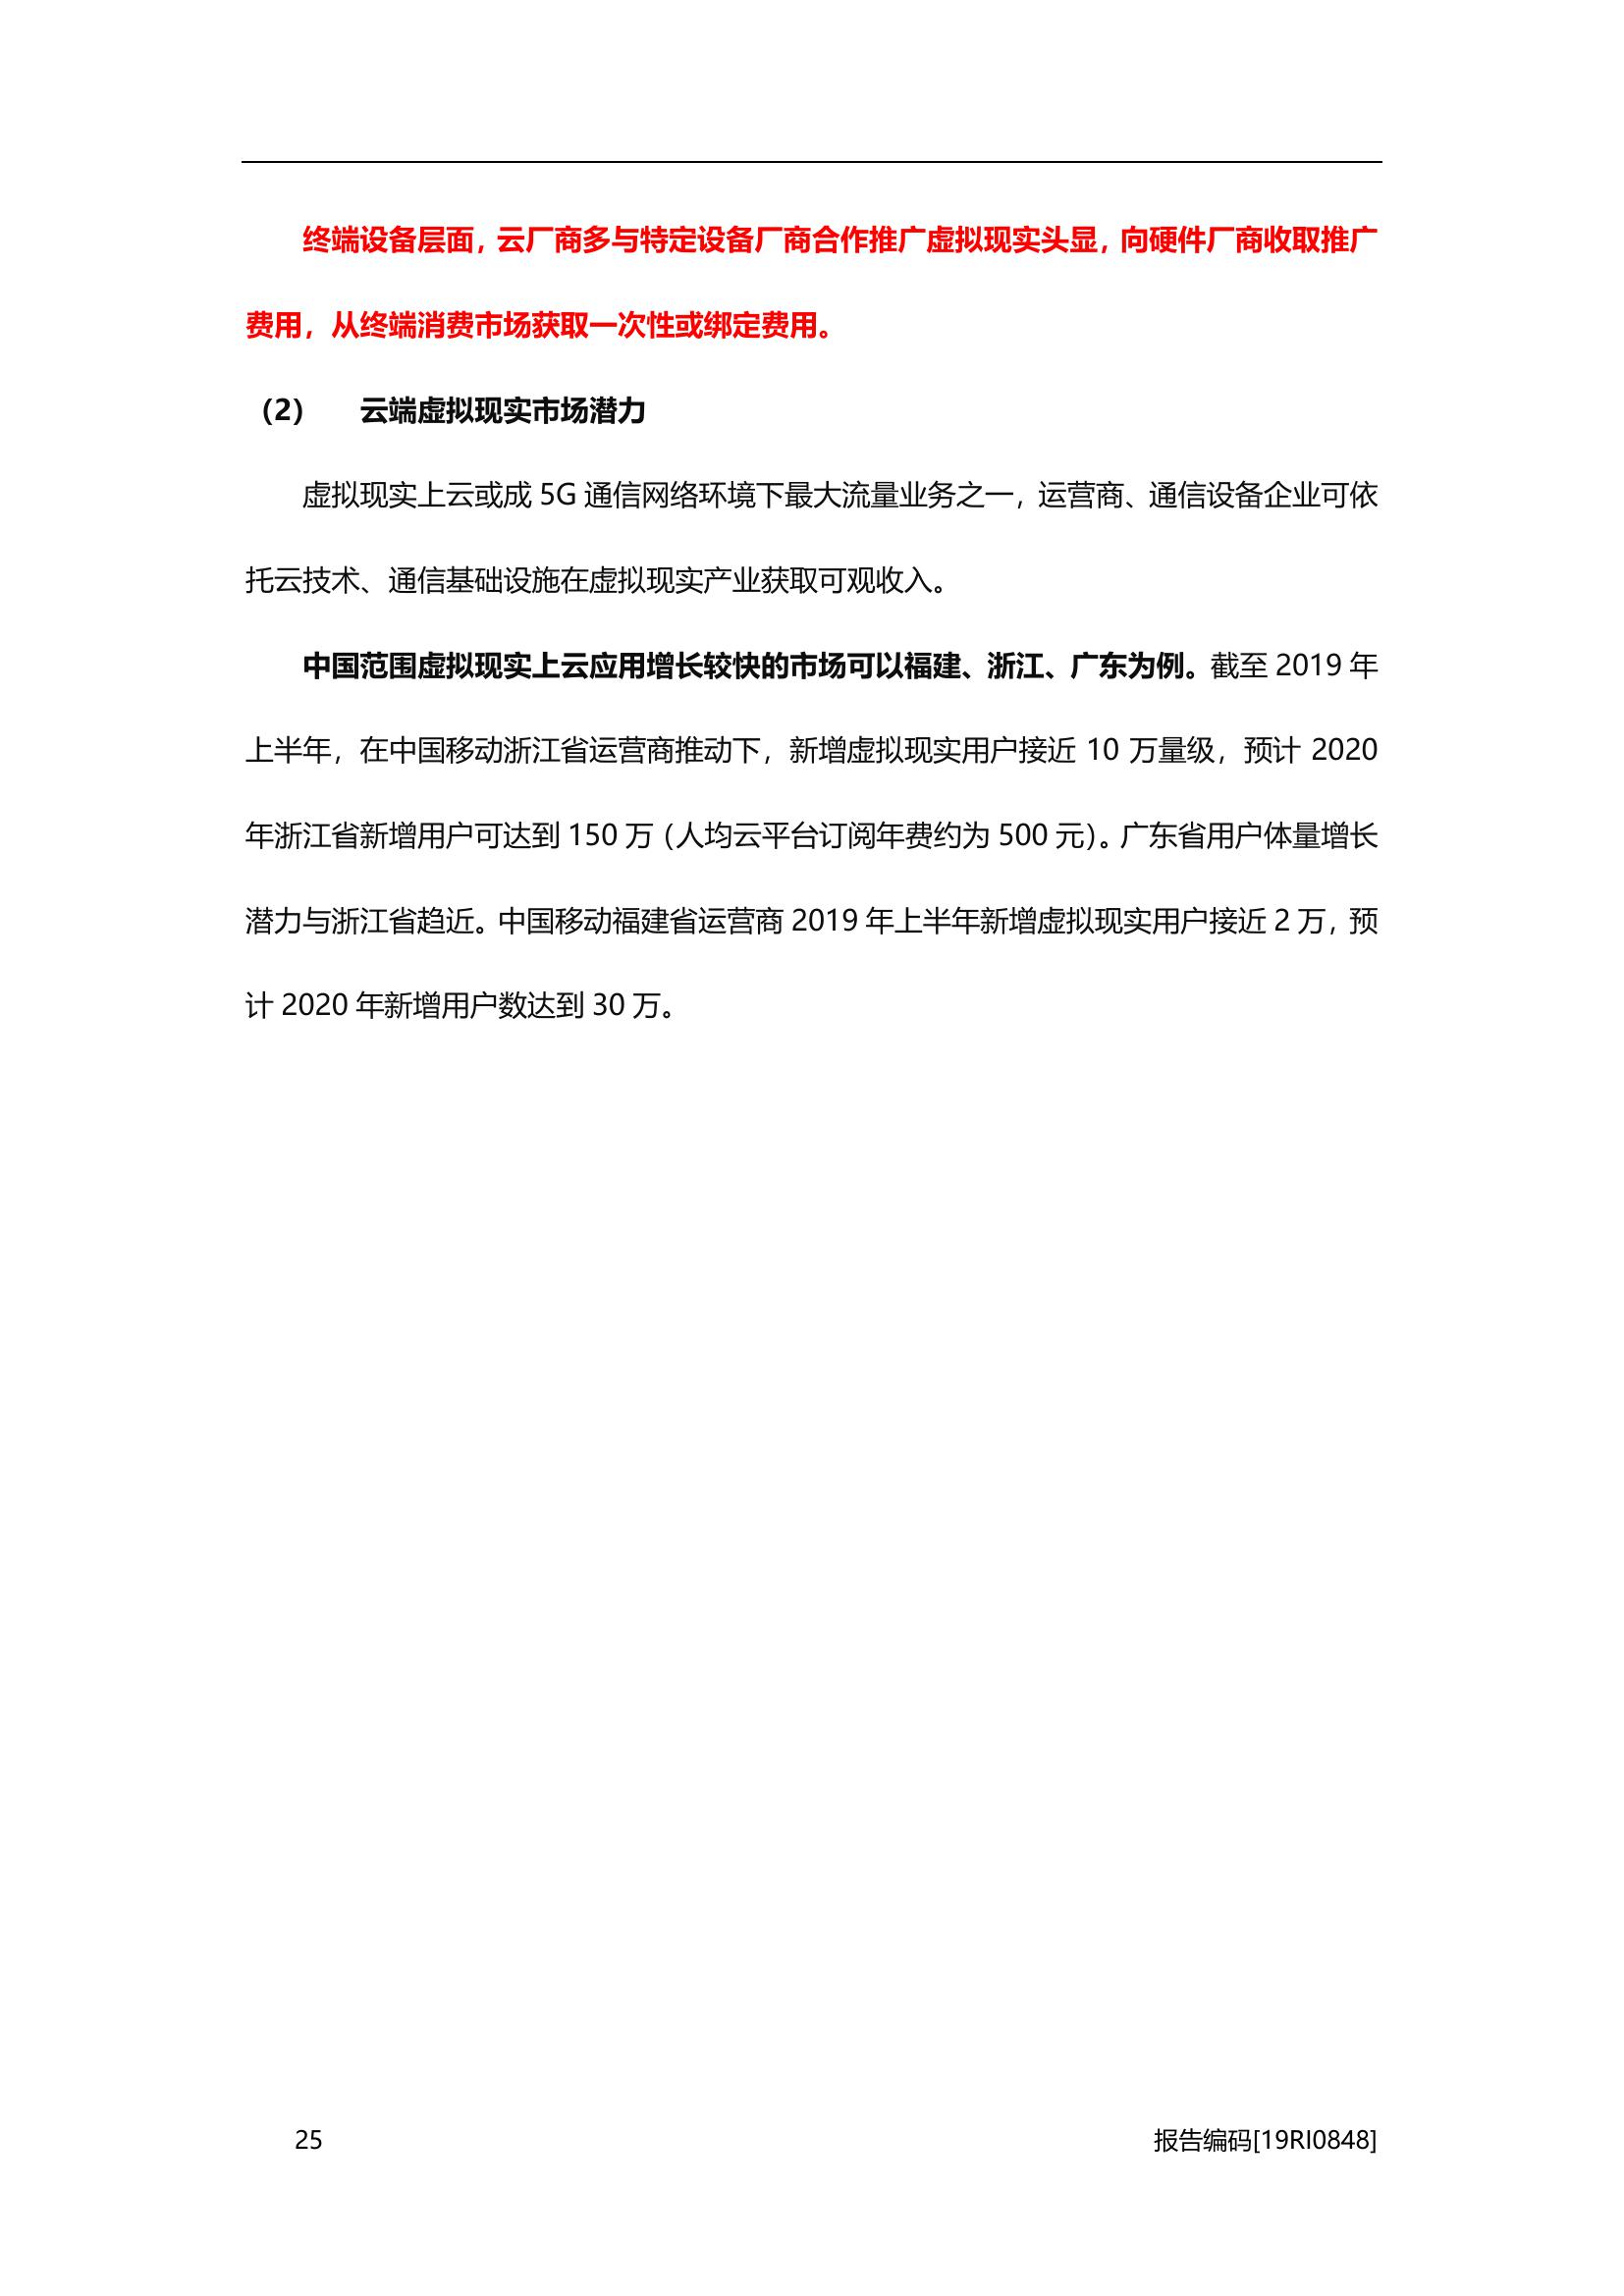 终端设备层面，云厂商多与特定设备厂商合作推广虚拟现实头显，向硬件厂商收取推广
费用，从终端消费市场获取一次性或绑定费用。
（2） 云端虚拟现实市场潜力
虚拟现实上云或成 5G 通信网络环境下最大流量业务之一，运营商、通信设备企业可依
托云技术、通信基础设施在虚拟现实产业获取可观收入。
中国范围虚拟现实上云应用增长较快的市场可以福建、浙江、广东为例。截至 2019 年
上半年，在中国移动浙江省运营商推动下，新增虚拟现实用户接近 10 万量级，预计 2020
年浙江省新增用户可达到 150 万（人均云平台订阅年费约为 500 元）。广东省用户体量增长
潜力与浙江省趋近。中国移动福建省运营商 2019 年上半年新增虚拟现实用户接近 2 万，预
计 2020 年新增用户数达到 30 万。
25 报告编码[19RI0848]